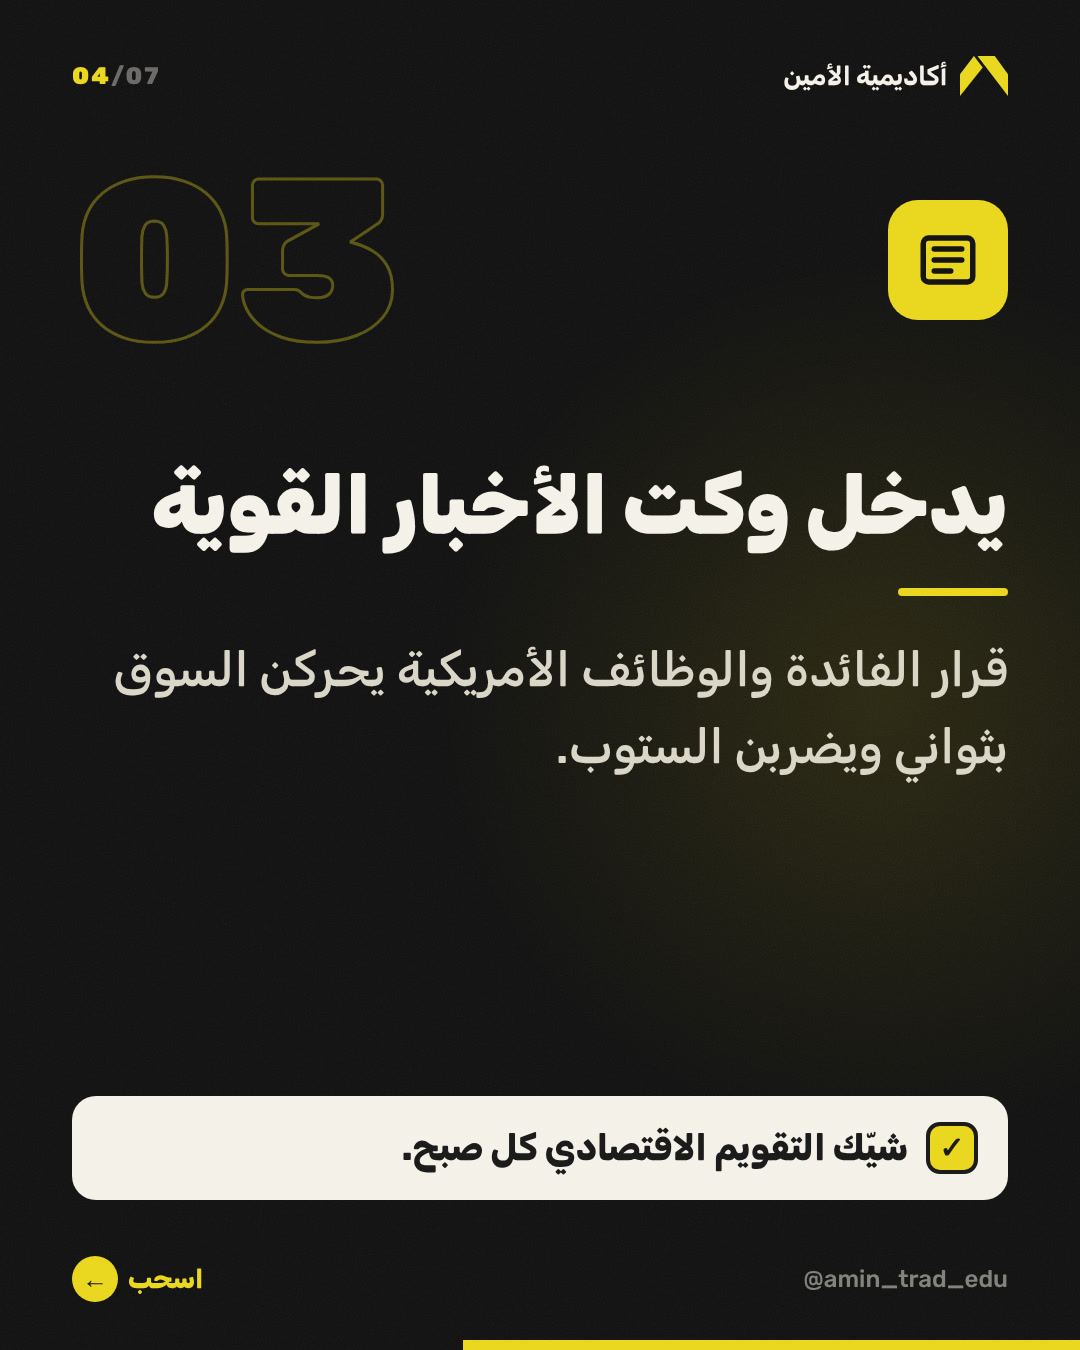 أكاديمية الأمين
04/07
03
يدخل وكت الأخبار القوية
قرار الفائدة والوظائف الأمريكية يحركن السوق
بثواني ويضربن الستوب.
✓ شيّك التقويم الاقتصادي كل صبح.
@amin_trad_edu
اسحب ←